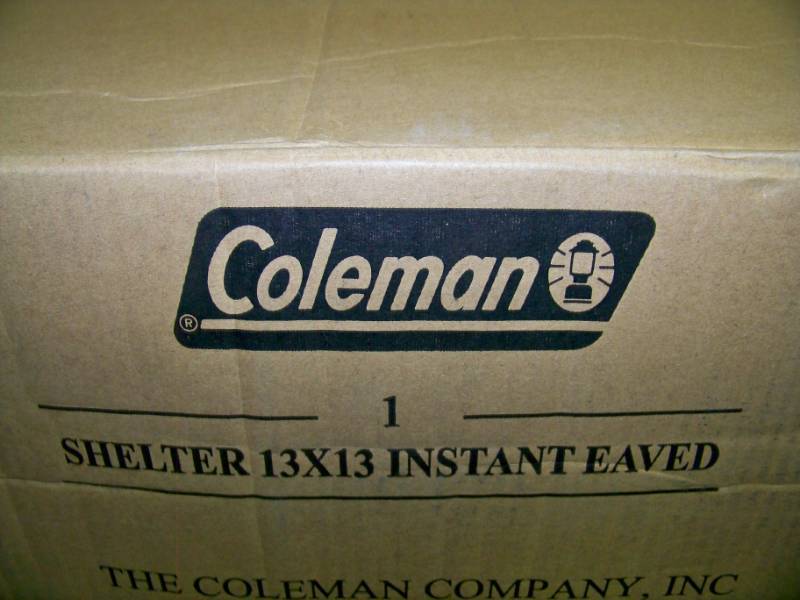 Coleman
®
1
SHELTER 13X13 INSTANT EAVED
THE COLEMAN COMPANY, INC